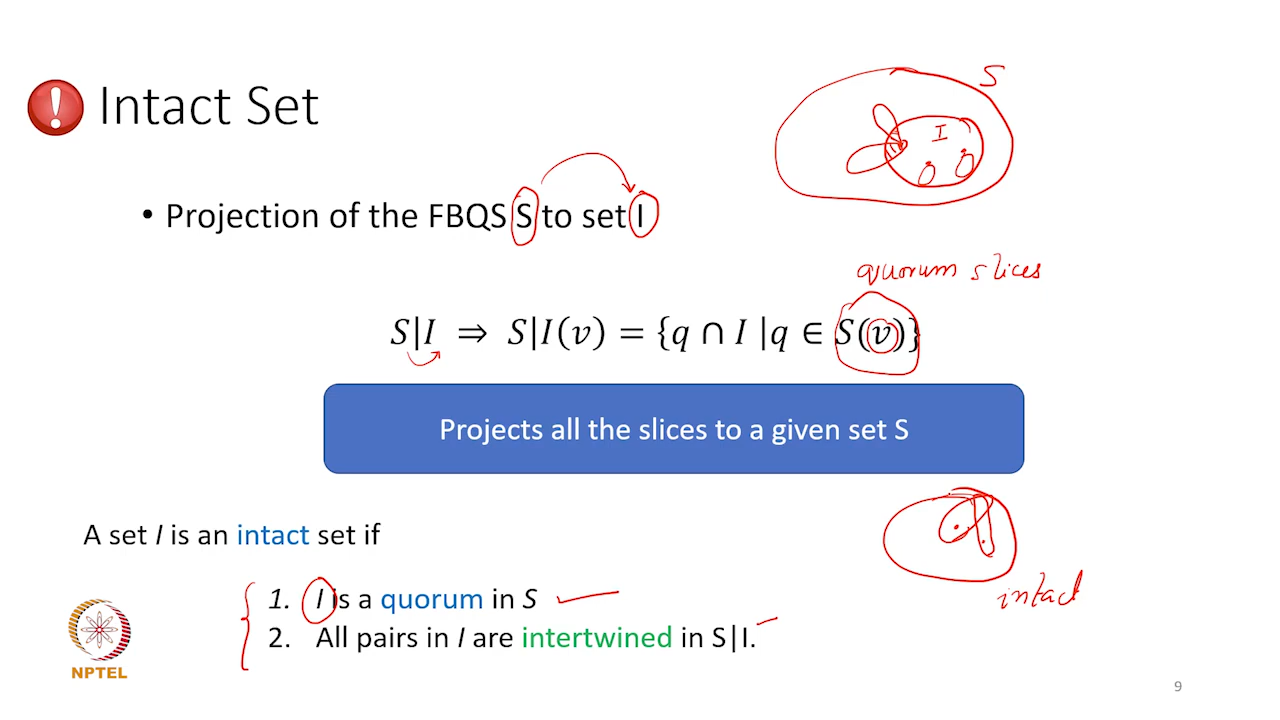 Intact Set
S
I
• Projection of the FBQS S to set I
quorum slices
S|I ⇒ S|I(v) = {q ∩ I |q ∈ S(v)}
Projects all the slices to a given set S
A set I is an intact set if
intact
1. I is a quorum in S
2. All pairs in I are intertwined in S|I.
NPTEL
9